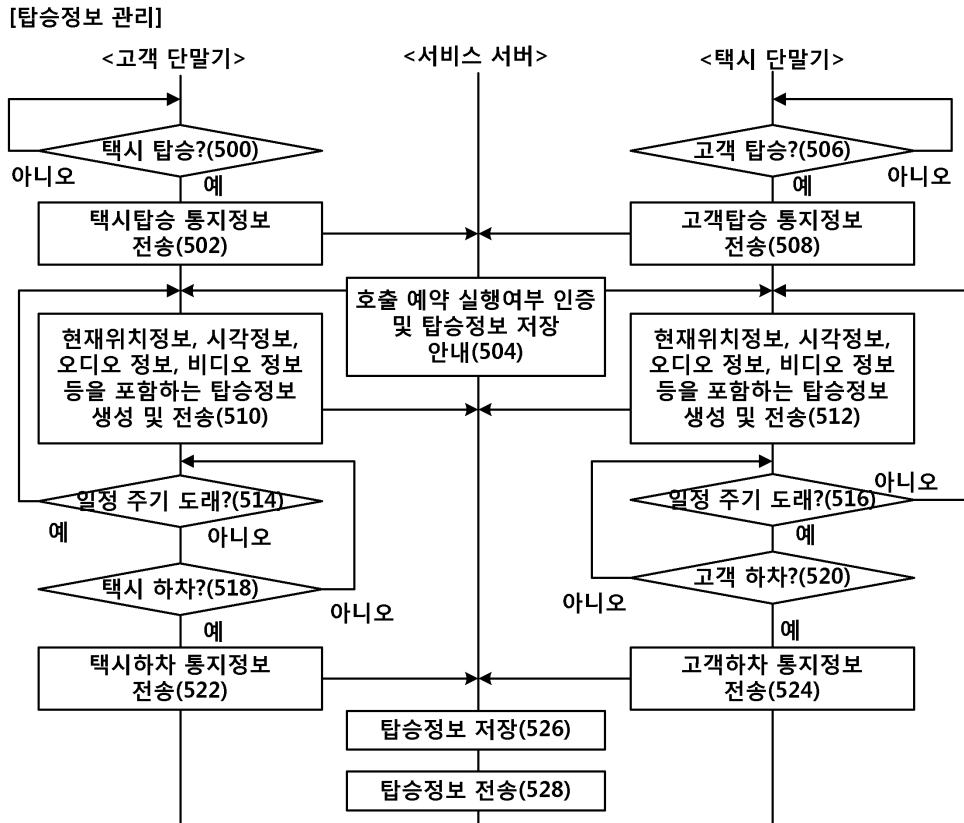 [탑승정보 관리]
<고객 단말기>
<서비스 서버>
<택시 단말기>
택시 탑승?(500)
고객 탑승?(506)
아니오
예
예
아니오
택시탑승 통지정보
전송(502)
고객탑승 통지정보
전송(508)
호출 예약 실행여부 인증
및 탑승정보 저장
안내(504)
현재위치정보, 시각정보,
오디오 정보, 비디오 정보
등을 포함하는 탑승정보
생성 및 전송(510)
현재위치정보, 시각정보,
오디오 정보, 비디오 정보
등을 포함하는 탑승정보
생성 및 전송(512)
일정 주기 도래?(514)
일정 주기 도래?(516)
아니오
예
아니오
예
택시 하차?(518)
고객 하차?(520)
아니오
아니오
예
예
택시하차 통지정보
전송(522)
고객하차 통지정보
전송(524)
탑승정보 저장(526)
탑승정보 전송(528)